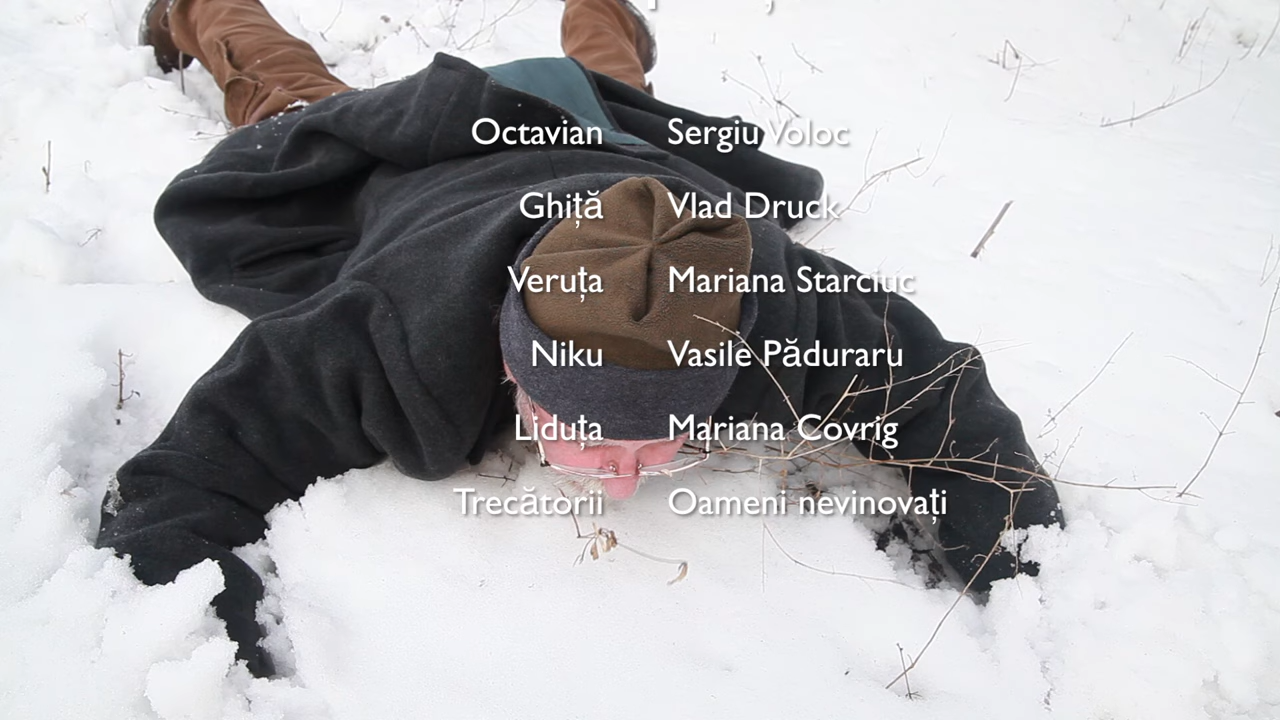 Octavian Sergiu Voloc
Ghiță Vlad Druck
Veruța Mariana Starciuc
Niku Vasile Păduraru
Liduța Mariana Covrig
Trecătorii Oameni nevinovați